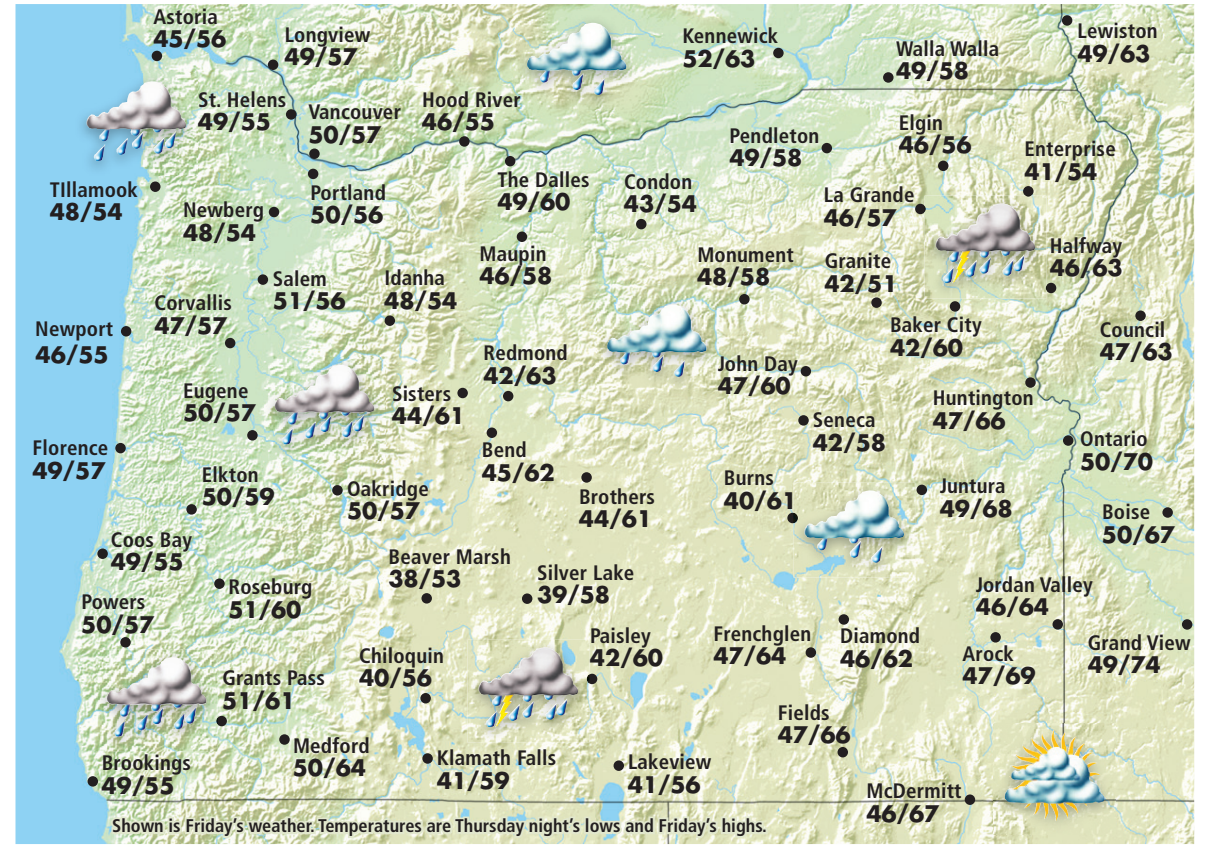 Astoria
45/56
Longview
49/57
Kennewick
52/63
Walla Walla
49/58
Lewiston
49/63
St. Helens
49/55
Vancouver
50/57
Hood River
46/55
Pendleton
49/58
Elgin
46/56
Enterprise
41/54
TIllamook
48/54
Newberg
48/54
Portland
50/56
The Dalles
49/60
Condon
43/54
La Grande
46/57
Maupin
46/58
Monument
48/58
Granite
42/51
Halfway
46/63
Salem
51/56
Idanha
48/54
Corvallis
47/57
Newport
46/55
Baker City
42/60
Council
47/63
Redmond
42/63
John Day
47/60
Eugene
50/57
Sisters
44/61
Huntington
47/66
Seneca
42/58
Florence
49/57
Bend
45/62
Ontario
50/70
Elkton
50/59
Oakridge
50/57
Brothers
44/61
Burns
40/61
Juntura
49/68
Boise
50/67
Coos Bay
49/55
Beaver Marsh
38/53
Silver Lake
39/58
Roseburg
51/60
Jordan Valley
46/64
Powers
50/57
Paisley
42/60
Frenchglen
47/64
Diamond
46/62
Arock
47/69
Grand View
49/74
Chiloquin
40/56
Grants Pass
51/61
Fields
47/66
Medford
50/64
Klamath Falls
41/59
Lakeview
41/56
Brookings
49/55
McDermitt
46/67
Shown is Friday's weather. Temperatures are Thursday night's lows and Friday's highs.